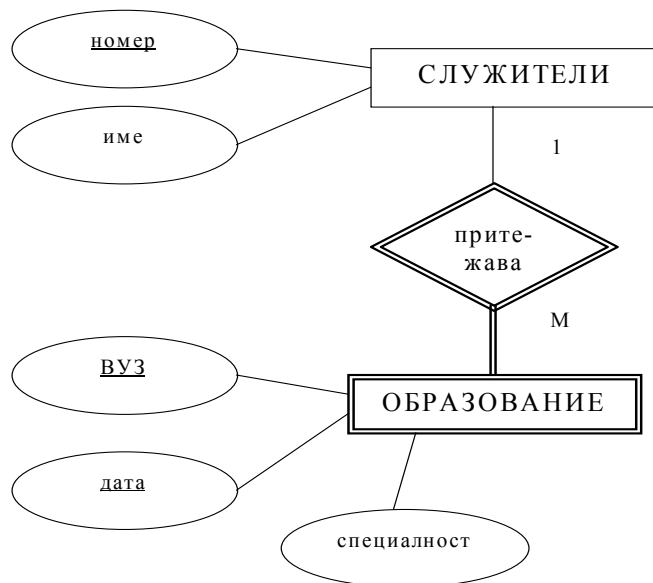 номер
СЛУЖИТЕЛИ
име
1
прите-
жава
М
ВУЗ
ОБРАЗОВАНИЕ
дата
специалност